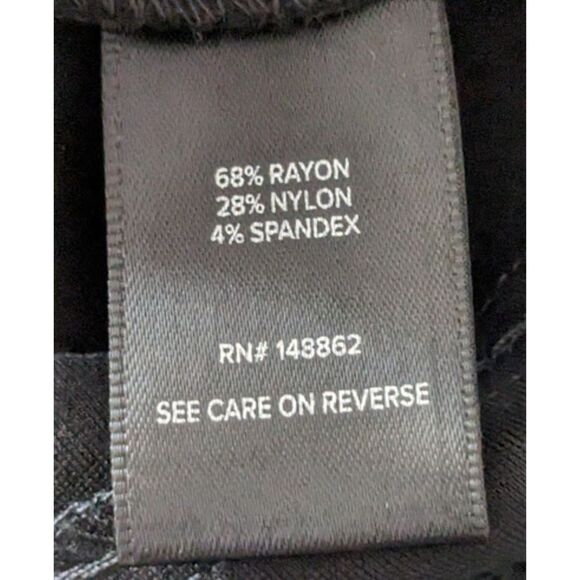 68% RAYON
28% NYLON
4% SPANDEX
RN# 148862
SEE CARE ON REVERSE